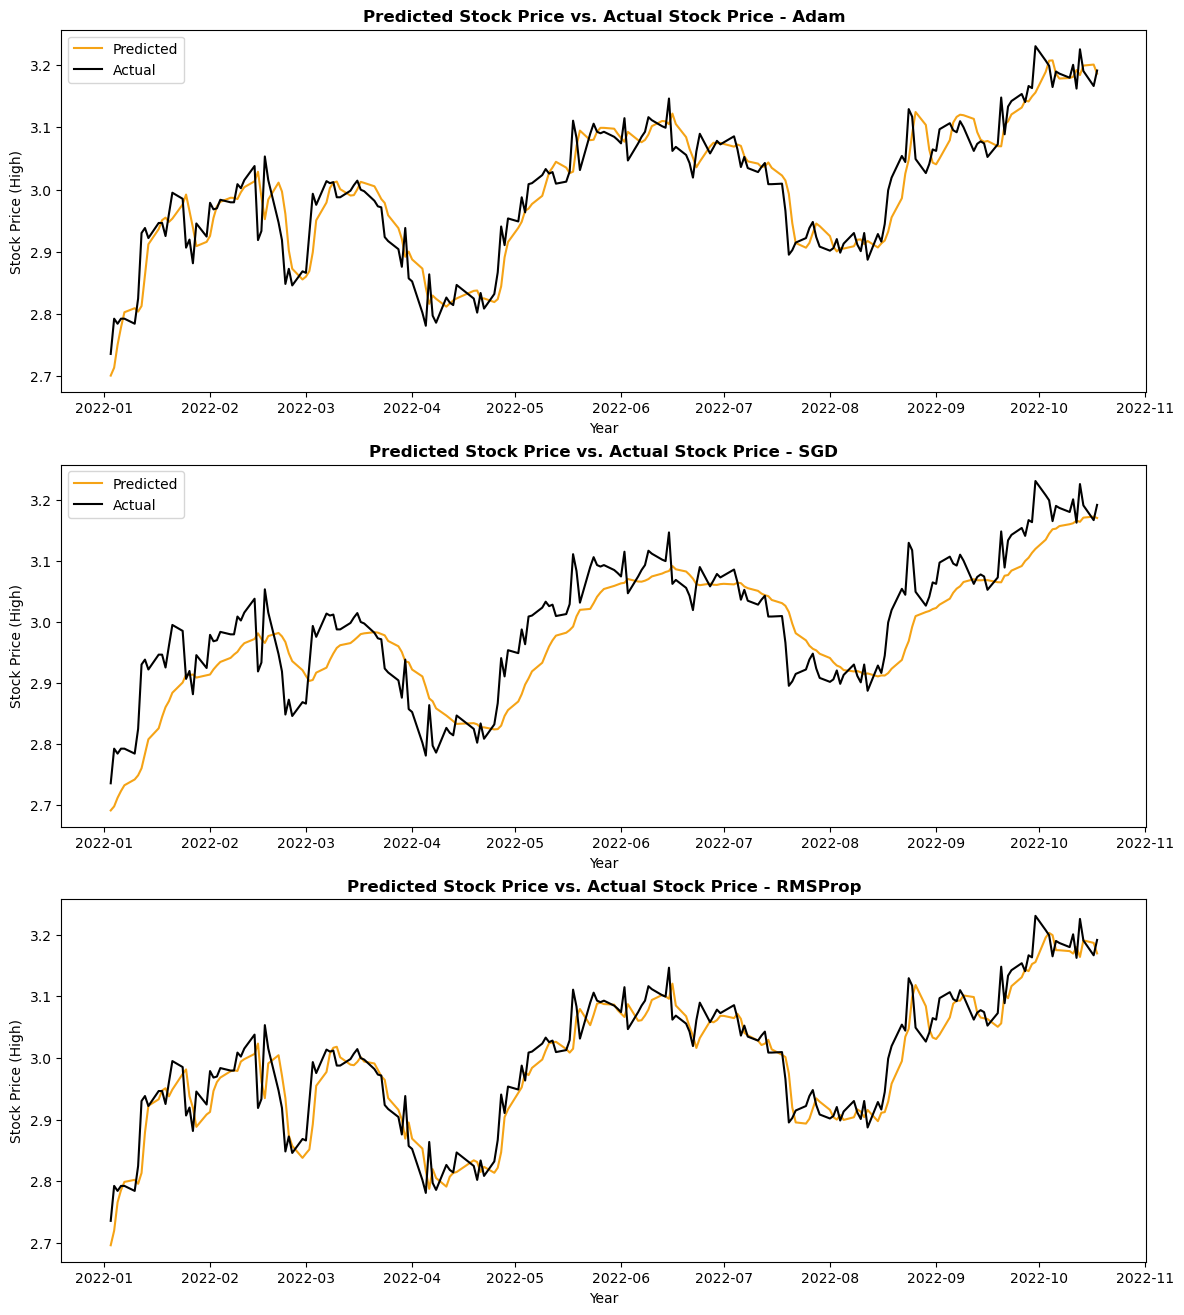 Predicted Stock Price vs. Actual Stock Price - Adam
Predicted
Actual
Stock Price (High)
3.2
3.1
3.0
2.9
2.8
2.7
2022-01 2022-02 2022-03 2022-04 2022-05 2022-06 2022-07 2022-08 2022-09 2022-10 2022-11
Year
Predicted Stock Price vs. Actual Stock Price - SGD
Predicted
Actual
Stock Price (High)
3.2
3.1
3.0
2.9
2.8
2.7
2022-01 2022-02 2022-03 2022-04 2022-05 2022-06 2022-07 2022-08 2022-09 2022-10 2022-11
Year
Predicted Stock Price vs. Actual Stock Price - RMSProp
Stock Price (High)
3.2
3.1
3.0
2.9
2.8
2.7
2022-01 2022-02 2022-03 2022-04 2022-05 2022-06 2022-07 2022-08 2022-09 2022-10 2022-11
Year